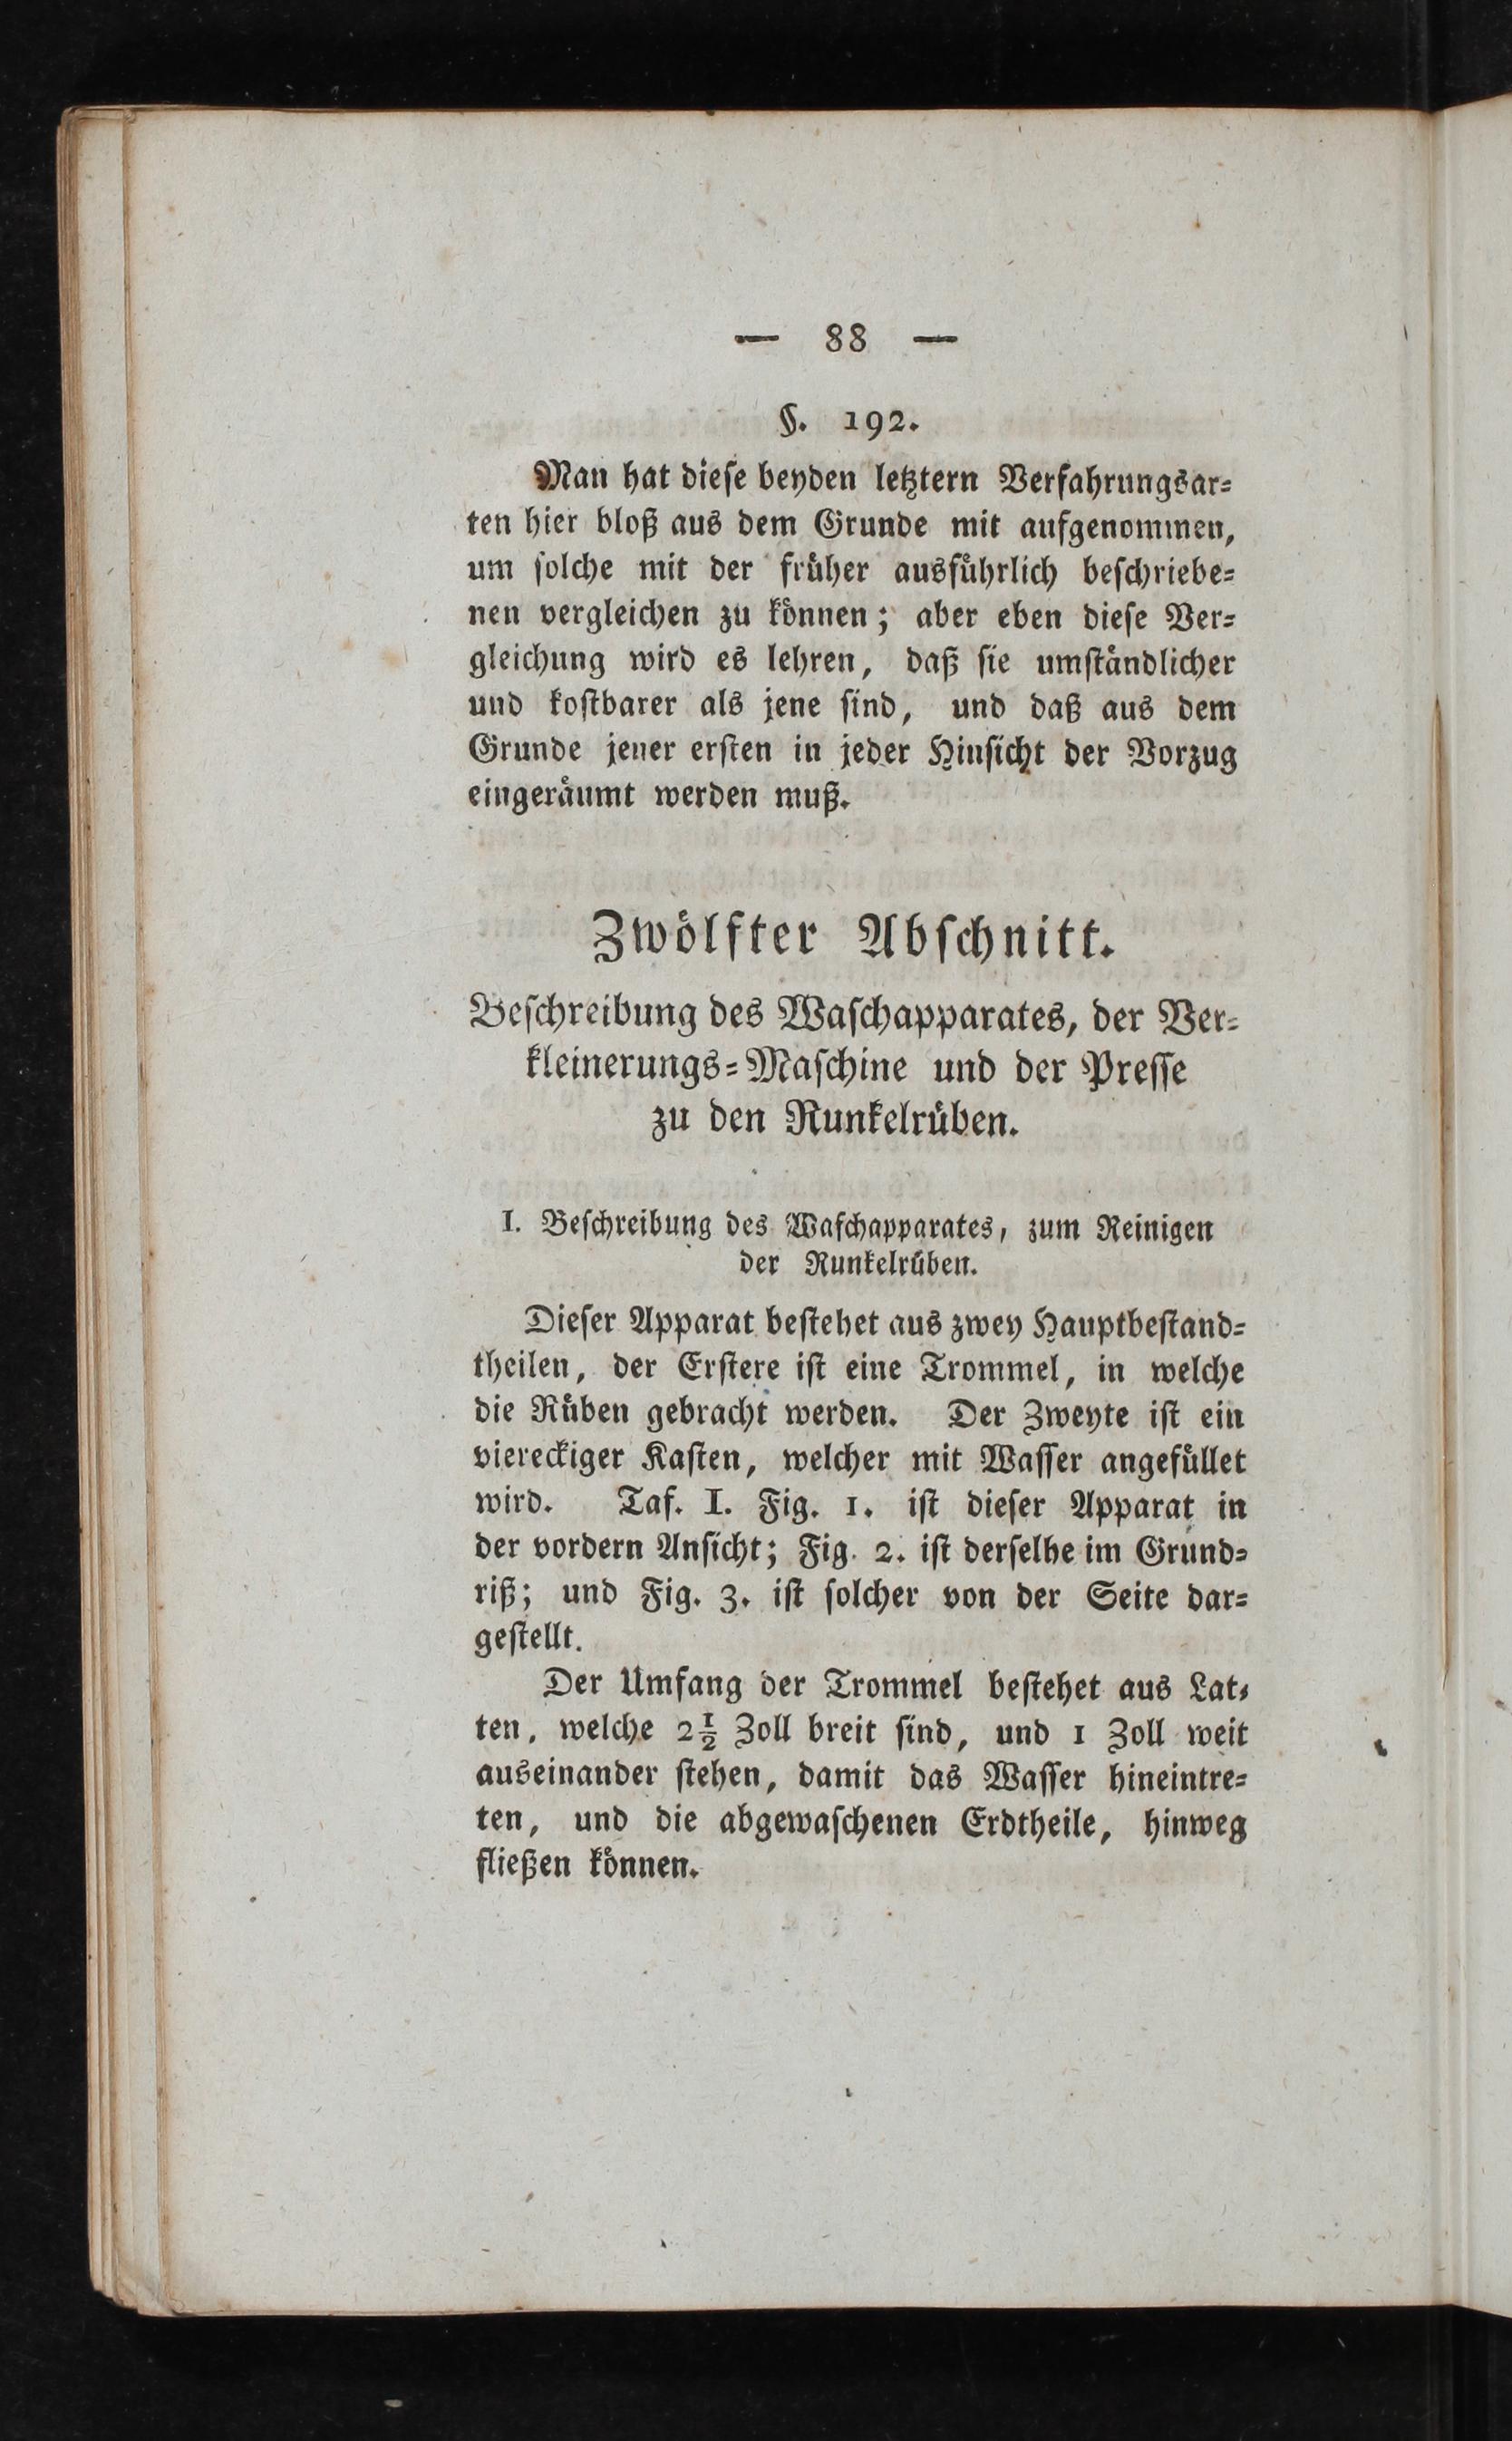 — 88 —
§. 192.
Man hat dieſe beyden letztern Verfahrungsar⸗
ten hier bloß aus dem Grunde mit aufgenommen,
um ſolche mit der früher ausführlich beſchriebe⸗
nen vergleichen zu können; aber eben dieſe Ver⸗
gleichung wird es lehren, daß ſie umſtändlicher
und koſtbarer als jene ſind, und daß aus dem
Grunde jener erſten in jeder Hinſicht der Vorzug
eingeräumt werden muß.
Zwölfter Abſchnitt.
Beſchreibung des Waſchapparates, der Ver⸗
kleinerungs⸗Maſchine und der Preſſe
zu den Runkelrüben.
I. Beſchreibung des Waſchapparates, zum Reinigen
der Runkelrüben.
Dieſer Apparat beſtehet aus zwey Hauptbeſtand⸗
theilen, der Erſtere iſt eine Trommel, in welche
die Rüben gebracht werden. Der Zweyte iſt ein
viereckiger Kaſten, welcher mit Waſſer angefüllet
wird. Taf. I. Fig. 1. iſt dieſer Apparat in
der vordern Anſicht; Fig. 2. iſt derſelbe im Grund⸗
riß; und Fig. 3. iſt ſolcher von der Seite dar⸗
geſtellt.
Der Umfang der Trommel beſtehet aus Lat⸗
ten, welche 2½ Zoll breit ſind, und 1 Zoll weit
auseinander ſtehen, damit das Waſſer hineintre⸗
ten, und die abgewaſchenen Erdtheile, hinweg
fließen können.